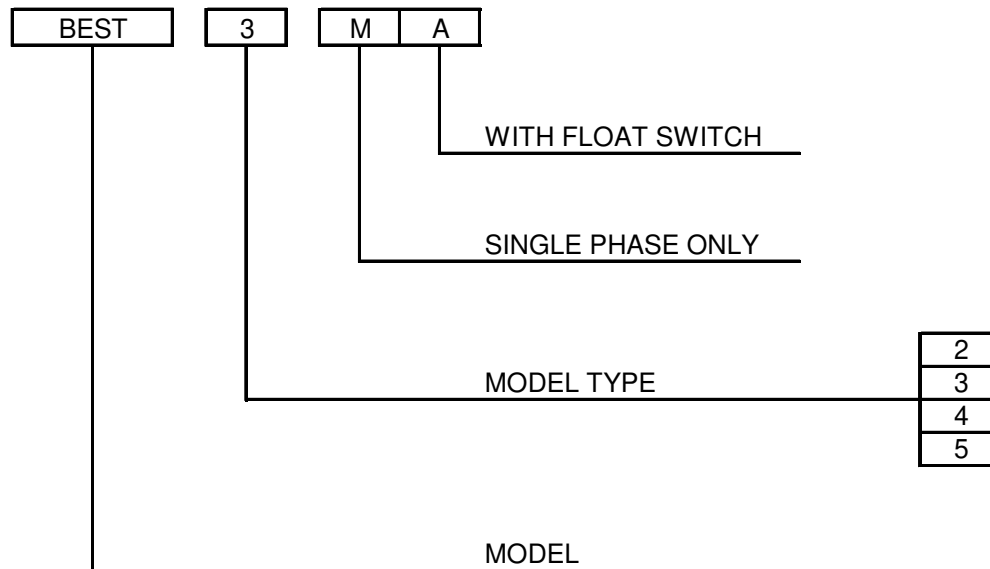 BEST 3 M A
WITH FLOAT SWITCH
SINGLE PHASE ONLY
2
MODEL TYPE 3
4
5
MODEL